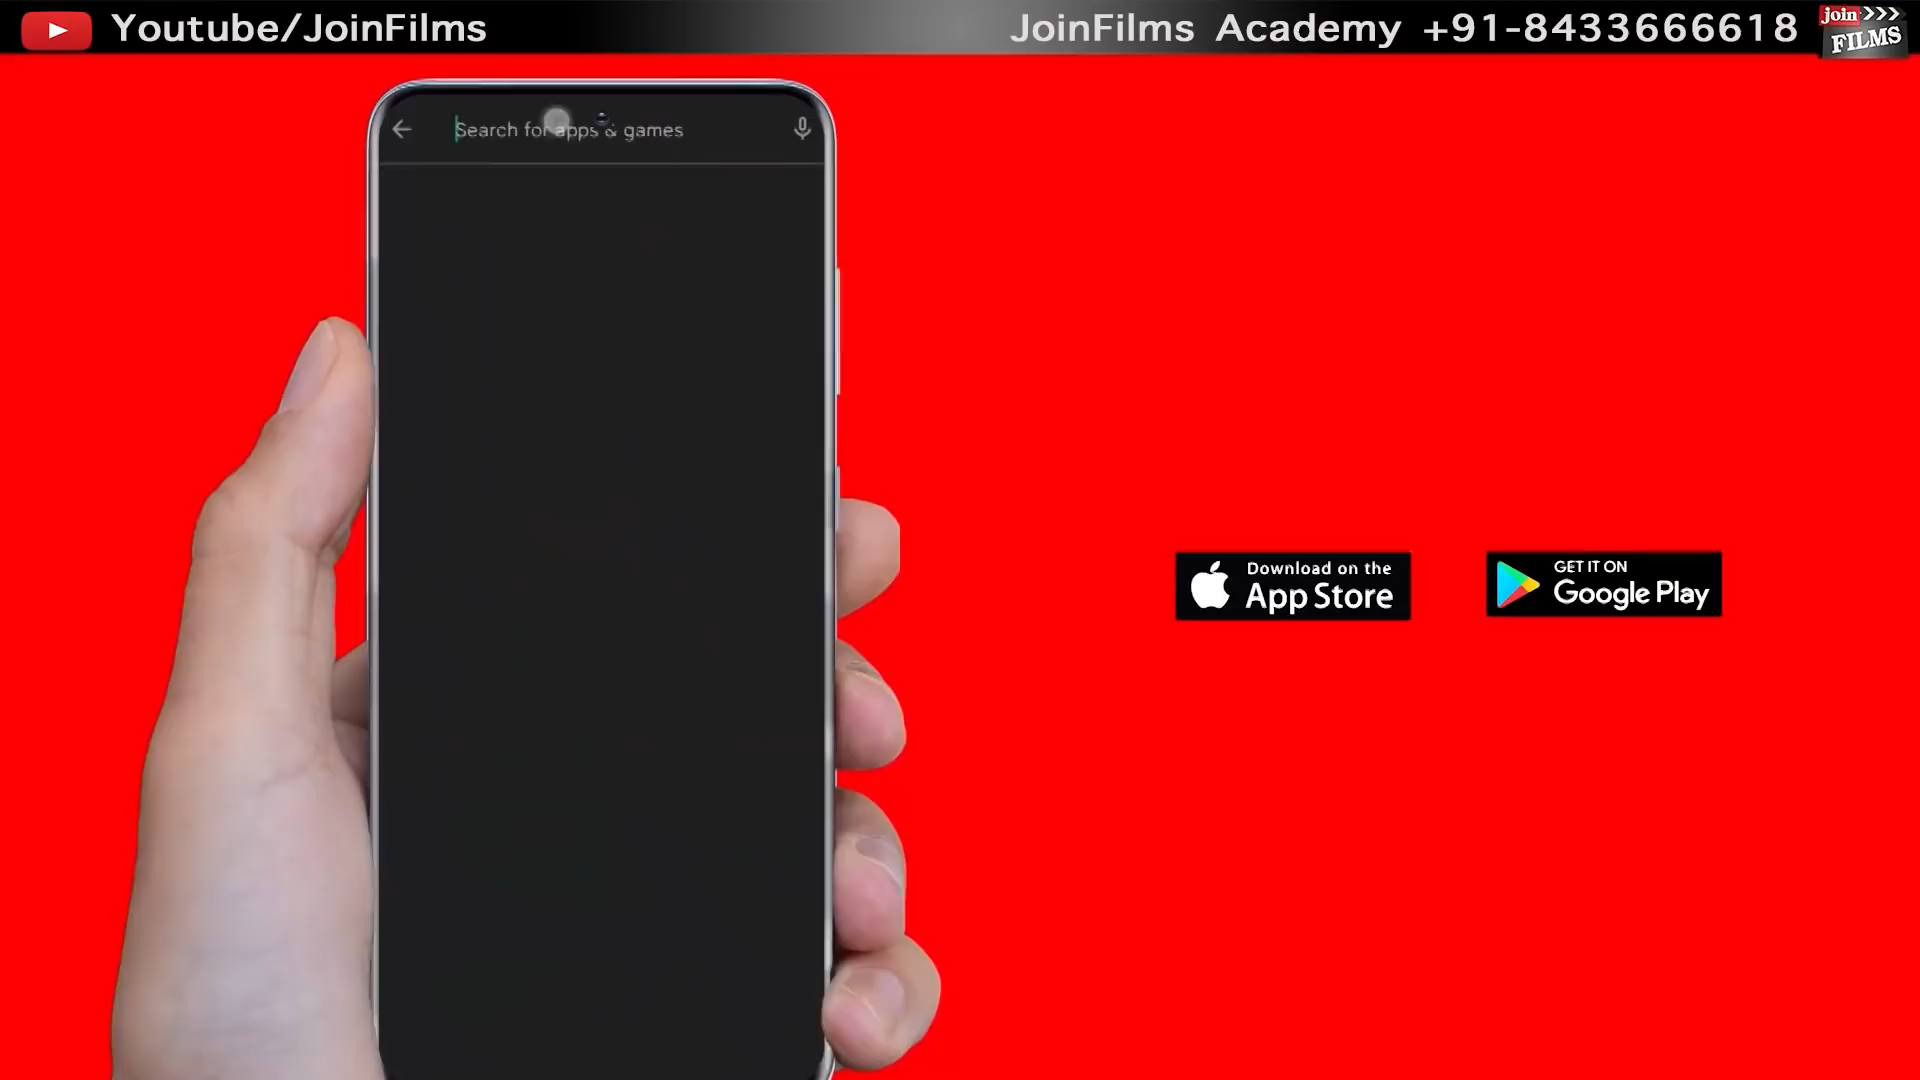 Youtube/JoinFilms
JoinFilms Academy +91-8433666618
join
FILMS
Search for apps & games
Download on the
App Store
GET IT ON
Google Play